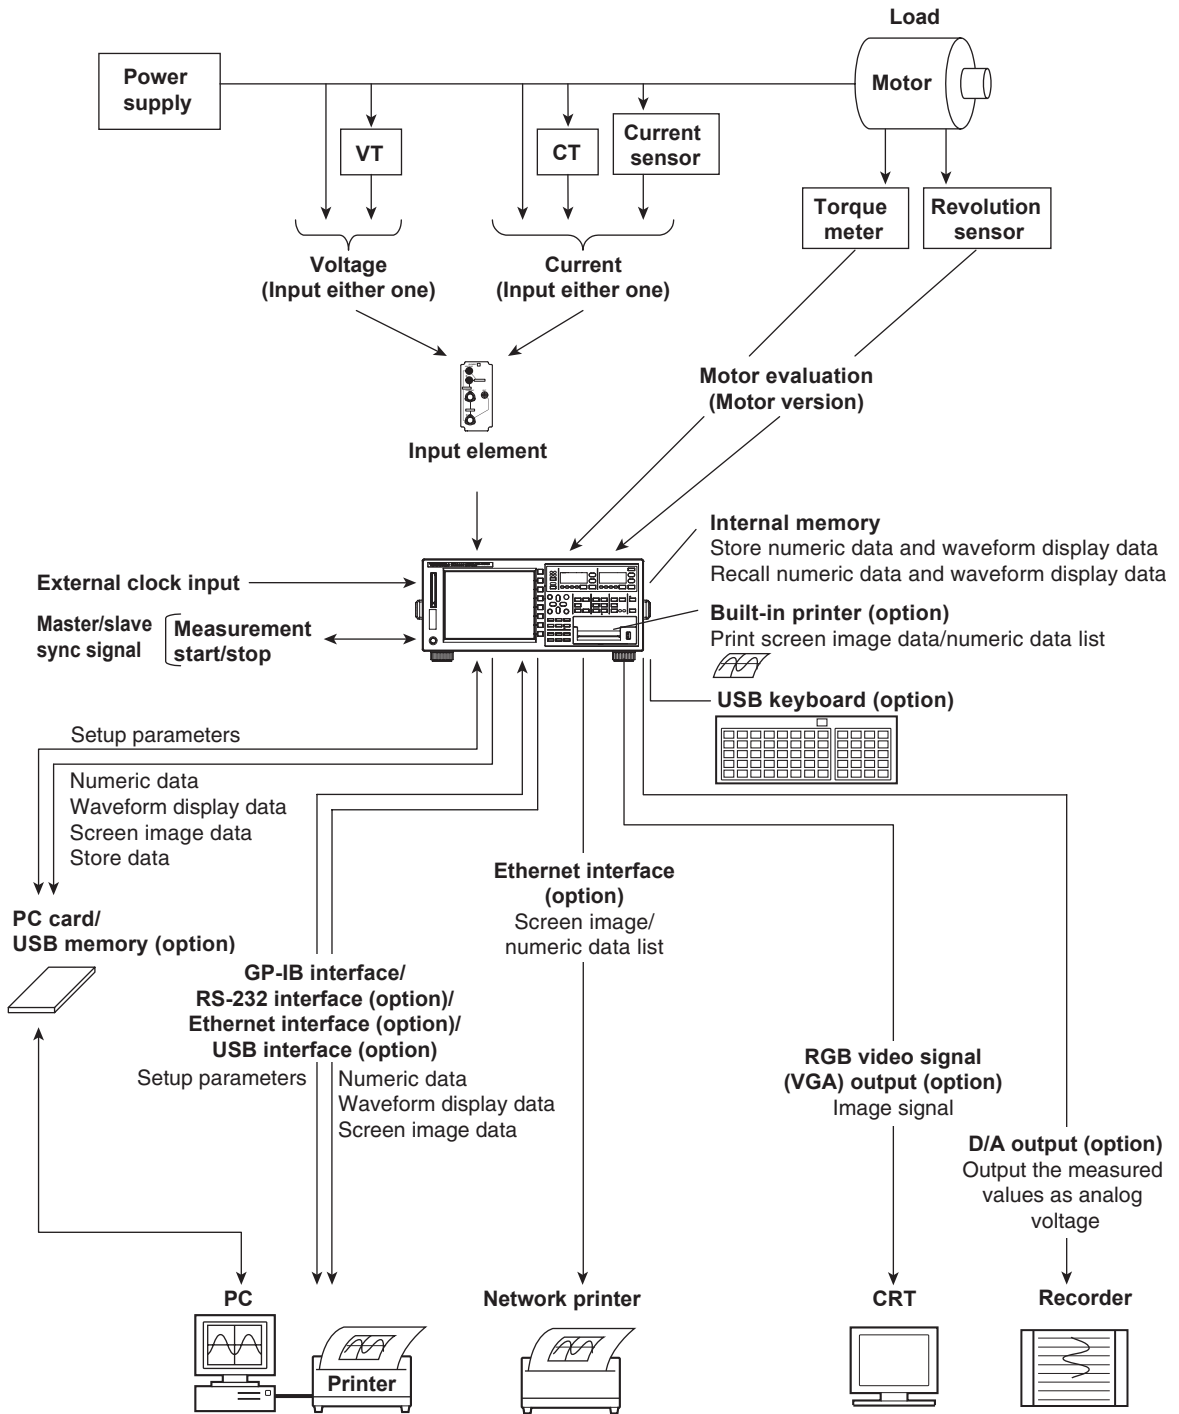 Load
Power
supply
Motor
VT
CT
Current
sensor
Torque
meter
Revolution
sensor
Voltage
(Input either one)
Current
(Input either one)
Motor evaluation
(Motor version)
Input element
Internal memory
Store numeric data and waveform display data
Recall numeric data and waveform display data
External clock input
Built-in printer (option)
Print screen image data/numeric data list
Master/slave
sync signal
Measurement
start/stop
USB keyboard (option)
Setup parameters
Numeric data
Waveform display data
Screen image data
Store data
Ethernet interface
(option)
Screen image/
numeric data list
PC card/
USB memory (option)
GP-IB interface/
RS-232 interface (option)/
Ethernet interface (option)/
USB interface (option)
Setup parameters
Numeric data
Waveform display data
Screen image data
RGB video signal
(VGA) output (option)
Image signal
D/A output (option)
Output the measured
values as analog
voltage
PC
Printer
Network printer
CRT
Recorder